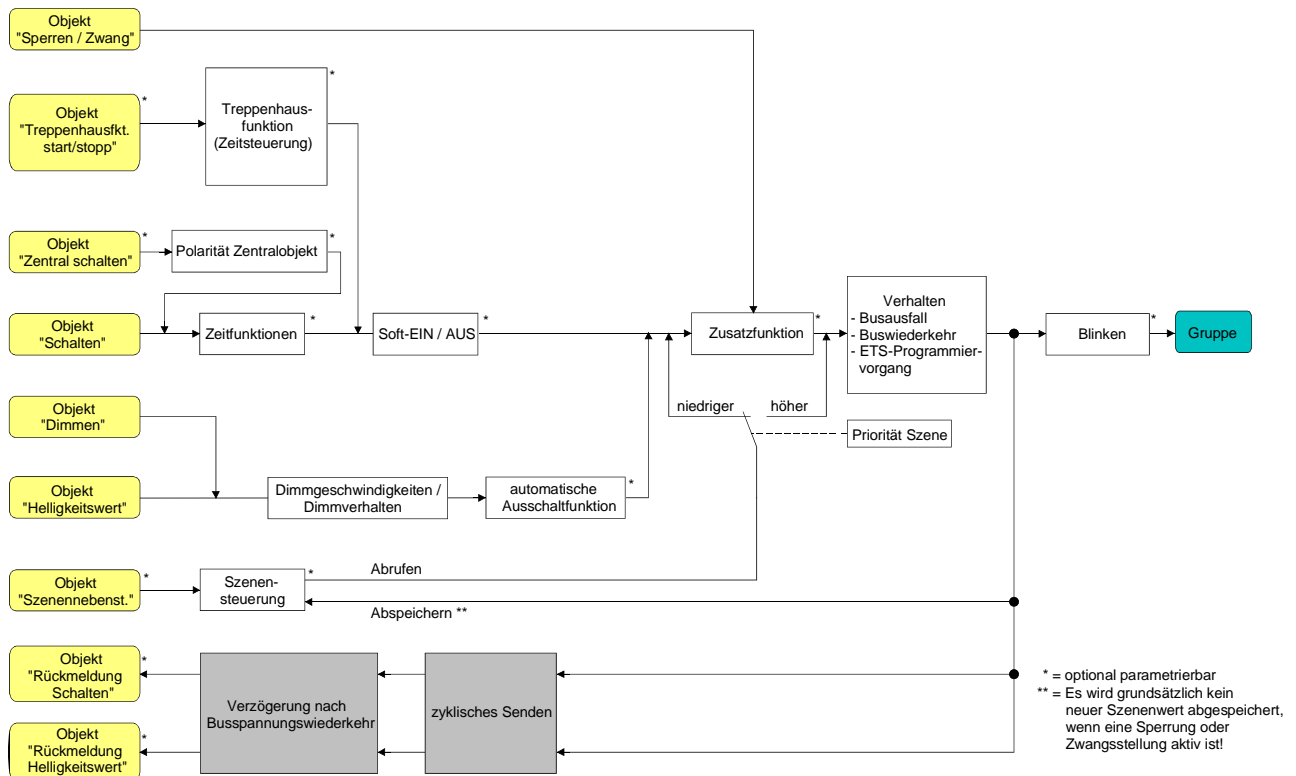 Objekt
"Sperren / Zwang"
Objekt
"Treppenhausfkt.
start/stopp"
*
Treppenhaus-
funktion
(Zeitsteuerung)
*
Objekt
"Zentral schalten"
*
Polarität Zentralobjekt
*
Objekt
"Schalten"
Zeitfunktionen
*
Soft-EIN / AUS
*
Zusatzfunktion
*
Verhalten
- Busausfall
- Buswiederkehr
- ETS-Programmier-
vorgang
Blinken
*
Gruppe
niedriger
höher
Priorität Szene
Objekt
"Dimmen"
Objekt
"Helligkeitswert"
Dimmgeschwindigkeiten /
Dimmverhalten
automatische
Ausschaltfunktion
*
Objekt
"Szenennebenst."
*
Szenen-
steuerung
*
Abrufen
Abspeichern **
Objekt
"Rückmeldung
Schalten"
*
Objekt
"Rückmeldung
Helligkeitswert"
*
Verzögerung nach
Busspannungswiederkehr
zyklisches Senden
* = optional parametrierbar
** = Es wird grundsätzlich kein
neuer Szenenwert abgespeichert,
wenn eine Sperrung oder
Zwangsstellung aktiv ist!